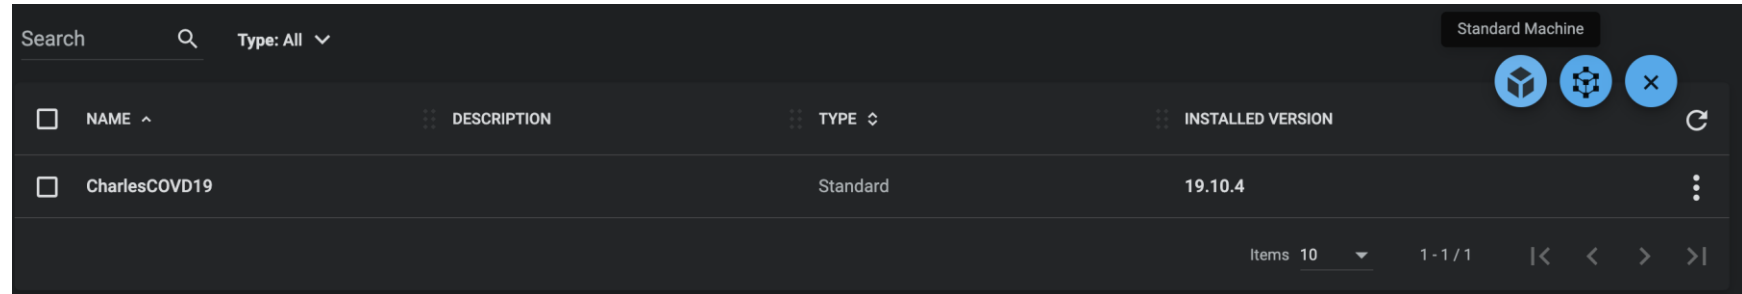 Standard Machine
Search Type: All
NAME DESCRIPTION TYPE INSTALLED VERSION
CharlesCOVD19 Standard 19.10.4
Items 10 1 - 1 / 1